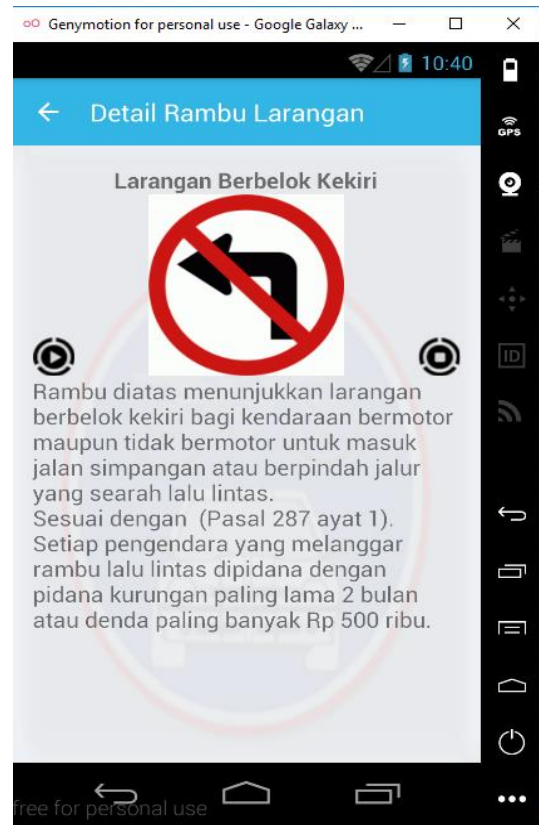 Genymotion for personal use - Google Galaxy ...
10:40
Detail Rambu Larangan
GPS
Larangan Berbelok Kekiri
ID
Rambu diatas menunjukkan larangan
berbelok kekiri bagi kendaraan bermotor
maupun tidak bermotor untuk masuk
jalan simpangan atau berpindah jalur
yang searah lalu lintas.
Sesuai dengan  (Pasal 287 ayat 1).
Setiap pengendara yang melanggar
rambu lalu lintas dipidana dengan
pidana kurungan paling lama 2 bulan
atau denda paling banyak Rp 500 ribu.
free for personal use